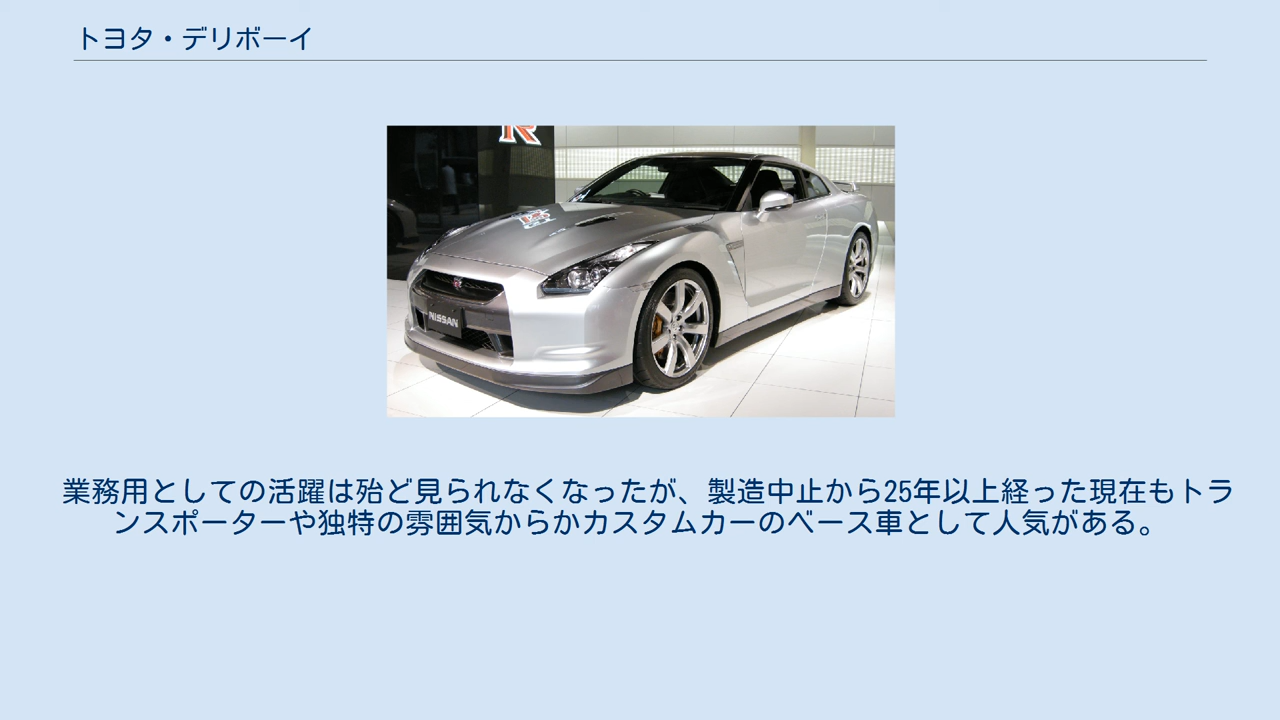 トヨタ・デリボーイ
R
R
NISSAN
業務用としての活躍は殆ど見られなくなったが、製造中止から25年以上経った現在もトラ
ンスポーターや独特の雰囲気からかカスタムカーのベース車として人気がある。